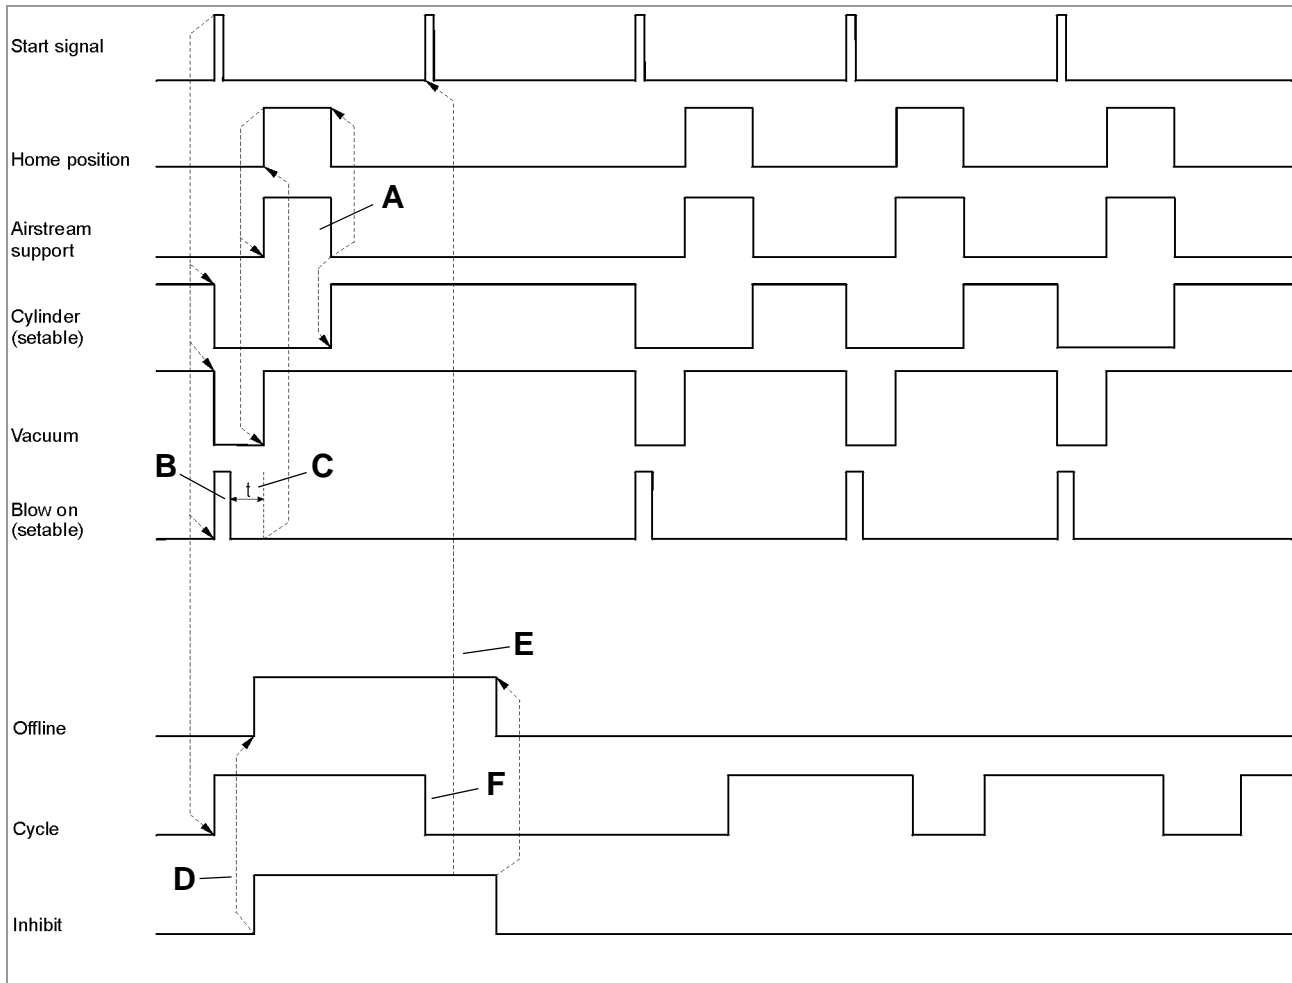 Start signal
Home position
A
Airstream
support
Cylinder
(setable)
Vacuum
B
C
t
Blow on
(setable)
E
Offline
F
Cycle
D
Inhibit